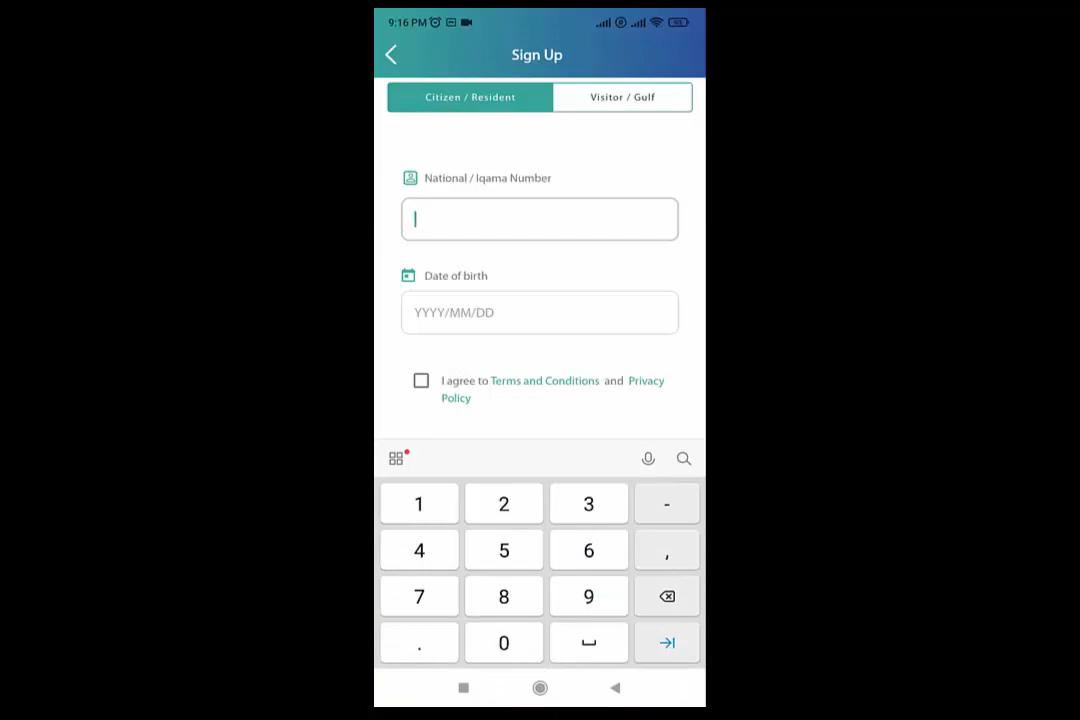 9:16 PM
Sign Up
Citizen / Resident
Visitor / Gulf
National / Iqama Number
Date of birth
YYYY/MM/DD
I agree to Terms and Conditions and Privacy
Policy
1 2 3 -
4 5 6 ,
7 8 9
. 0